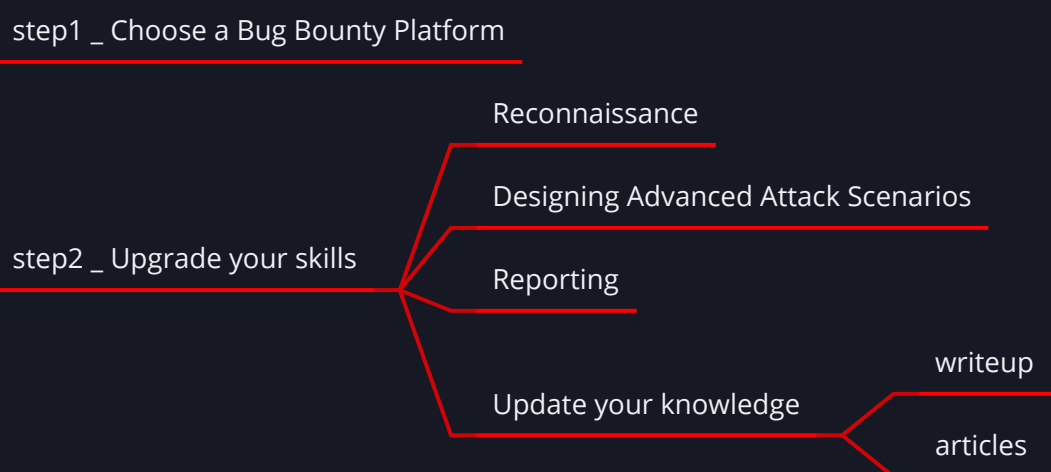 step1 _ Choose a Bug Bounty Platform
Reconnaissance
Designing Advanced Attack Scenarios
step2 _ Upgrade your skills
Reporting
Update your knowledge
writeup
articles